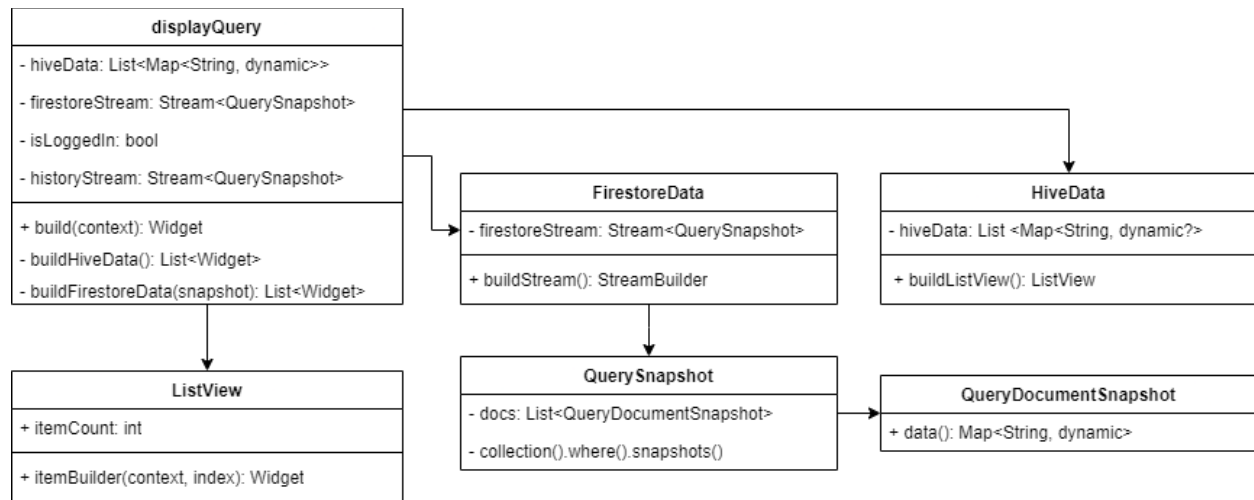 displayQuery
- hiveData: List<Map<String, dynamic>>
- firestoreStream: Stream<QuerySnapshot>
- isLoggedIn: bool
- historyStream: Stream<QuerySnapshot>
+ build(context): Widget
- buildHiveData(): List<Widget>
- buildFirestoreData(snapshot): List<Widget>
FirestoreData
- firestoreStream: Stream<QuerySnapshot>
+ buildStream(): StreamBuilder
HiveData
- hiveData: List <Map<String, dynamic?>
+ buildListView(): ListView
ListView
+ itemCount: int
+ itemBuilder(context, index): Widget
QuerySnapshot
- docs: List<QueryDocumentSnapshot>
- collection().where().snapshots()
QueryDocumentSnapshot
+ data(): Map<String, dynamic>